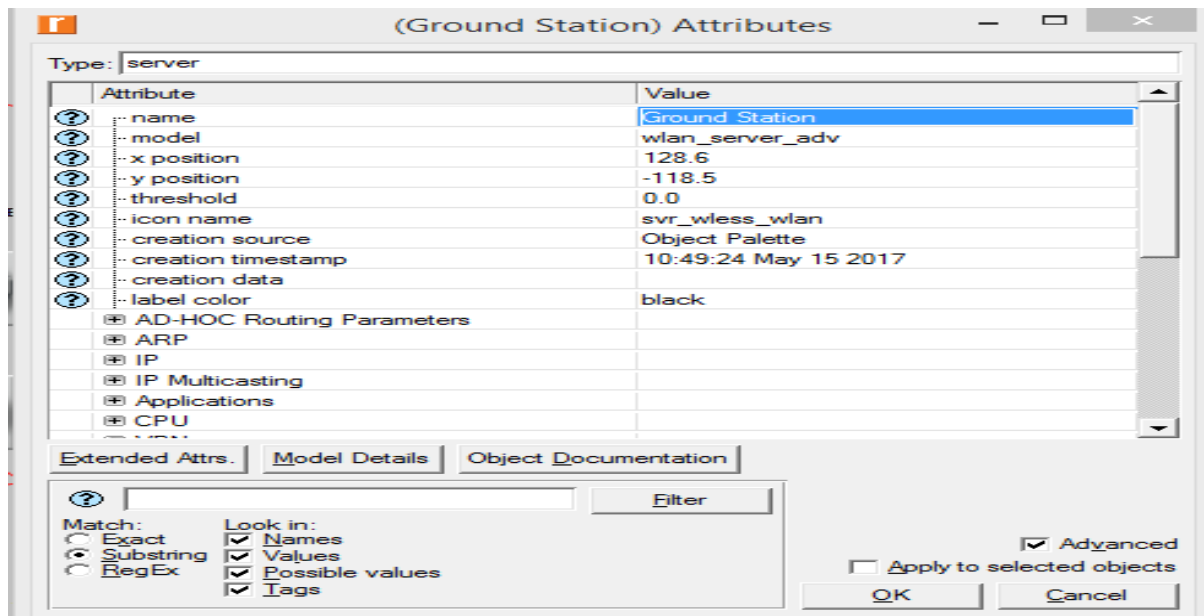 (Ground Station) Attributes
Type: server
Attribute Value
name Ground Station
model wlan_server_adv
x position 128.6
y position -118.5
threshold 0.0
icon name svr_wless_wlan
creation source Object Palette
creation timestamp 10:49:24 May 15 2017
creation data
label color black
AD-HOC Routing Parameters
ARP
IP
IP Multicasting
Applications
CPU
Extended Attrs. Model Details Object Documentation
Filter
Match: Look in:
Exact Names
Substring Values
RegEx Possible values
Tags
Advanced
Apply to selected objects
OK Cancel